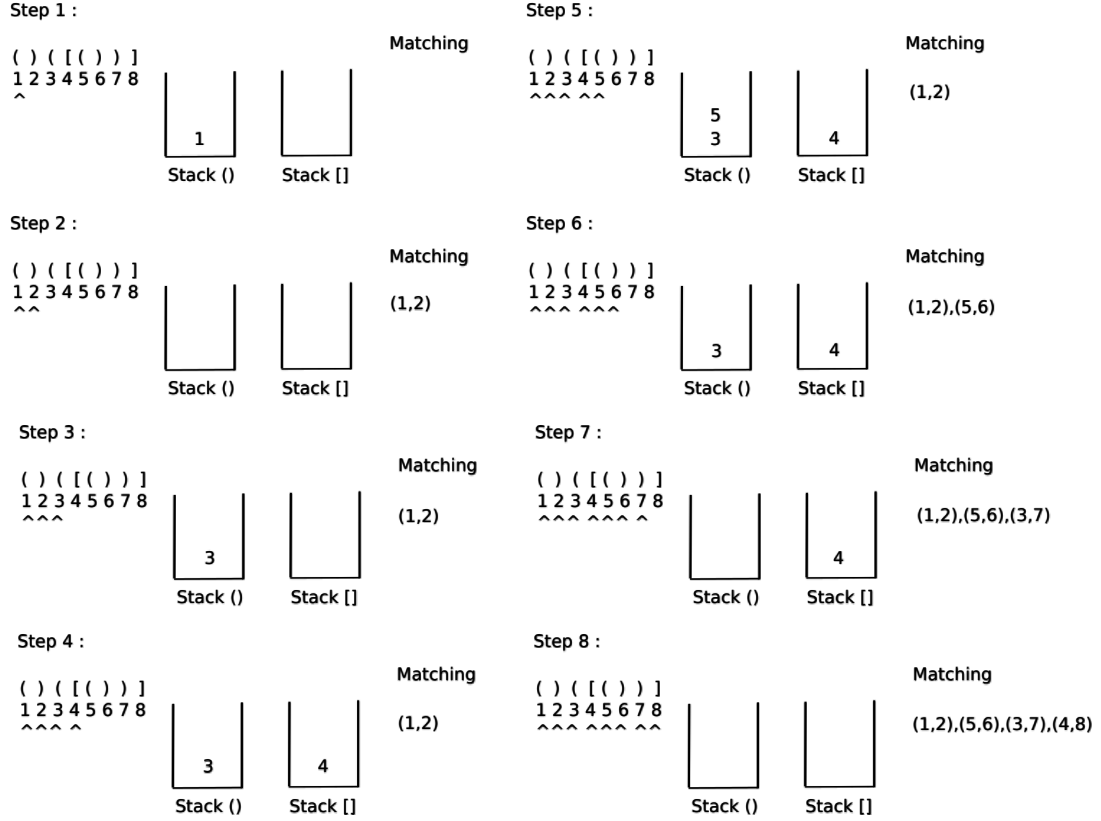 Step 1 :
Matching
( ) ( [ ( ) ) ]
1 2 3 4 5 6 7 8
^
1
Stack ()
Stack []
Step 2 :
Matching
( ) ( [ ( ) ) ]
1 2 3 4 5 6 7 8
^^
(1,2)
Stack ()
Stack []
Step 3 :
Matching
( ) ( [ ( ) ) ]
1 2 3 4 5 6 7 8
^^^
(1,2)
3
Stack ()
Stack []
Step 4 :
Matching
( ) ( [ ( ) ) ]
1 2 3 4 5 6 7 8
^^^ ^
(1,2)
3
4
Stack ()
Stack []
Step 5 :
Matching
( ) ( [ ( ) ) ]
1 2 3 4 5 6 7 8
^^^ ^^
(1,2)
5
3
4
Stack ()
Stack []
Step 6 :
Matching
( ) ( [ ( ) ) ]
1 2 3 4 5 6 7 8
^^^ ^^^
(1,2),(5,6)
3
4
Stack ()
Stack []
Step 7 :
Matching
( ) ( [ ( ) ) ]
1 2 3 4 5 6 7 8
^^^ ^^^ ^
(1,2),(5,6),(3,7)
4
Stack ()
Stack []
Step 8 :
Matching
( ) ( [ ( ) ) ]
1 2 3 4 5 6 7 8
^^^ ^^^ ^^
(1,2),(5,6),(3,7),(4,8)
Stack ()
Stack []